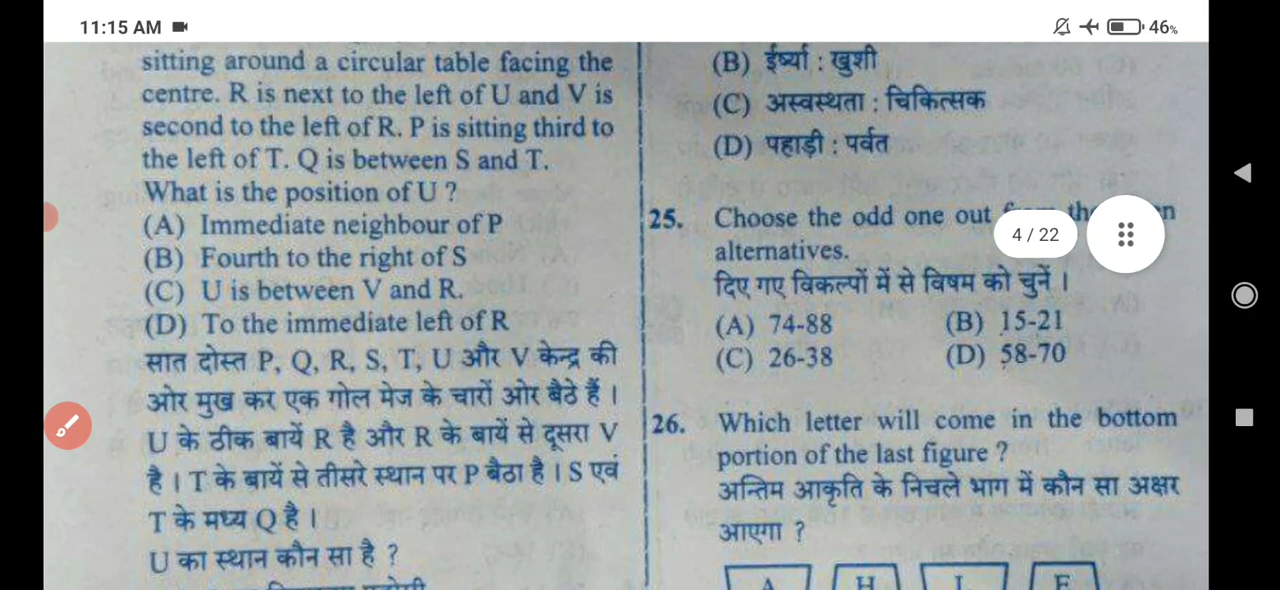 11:15 AM
46%
sitting around a circular table facing the
centre. R is next to the left of U and V is
second to the left of R. P is sitting third to
the left of T. Q is between S and T.
What is the position of U ?
(A) Immediate neighbour of P
(B) Fourth to the right of S
(C) U is between V and R.
(D) To the immediate left of R
सात दोस्त P, Q, R, S, T, U और V केन्द्र की
ओर मुख कर एक गोल मेज के चारों ओर बैठे हैं ।
U के ठीक बायें R है और R के बायें से दूसरा V
है । T के बायें से तीसरे स्थान पर P बैठा है । S एवं
T के मध्य Q है ।
U का स्थान कौन सा है ?
(B) ईर्ष्या : खुशी
(C) अस्वस्थता : चिकित्सक
(D) पहाड़ी : पर्वत
25. Choose the odd one out
alternatives.
4 / 22
दिए गए विकल्पों में से विषम को चुनें ।
(A) 74-88 (B) 15-21
(C) 26-38 (D) 58-70
26. Which letter will come in the bottom
portion of the last figure ?
अन्तिम आकृति के निचले भाग में कौन सा अक्षर
आएगा ?
A H I F